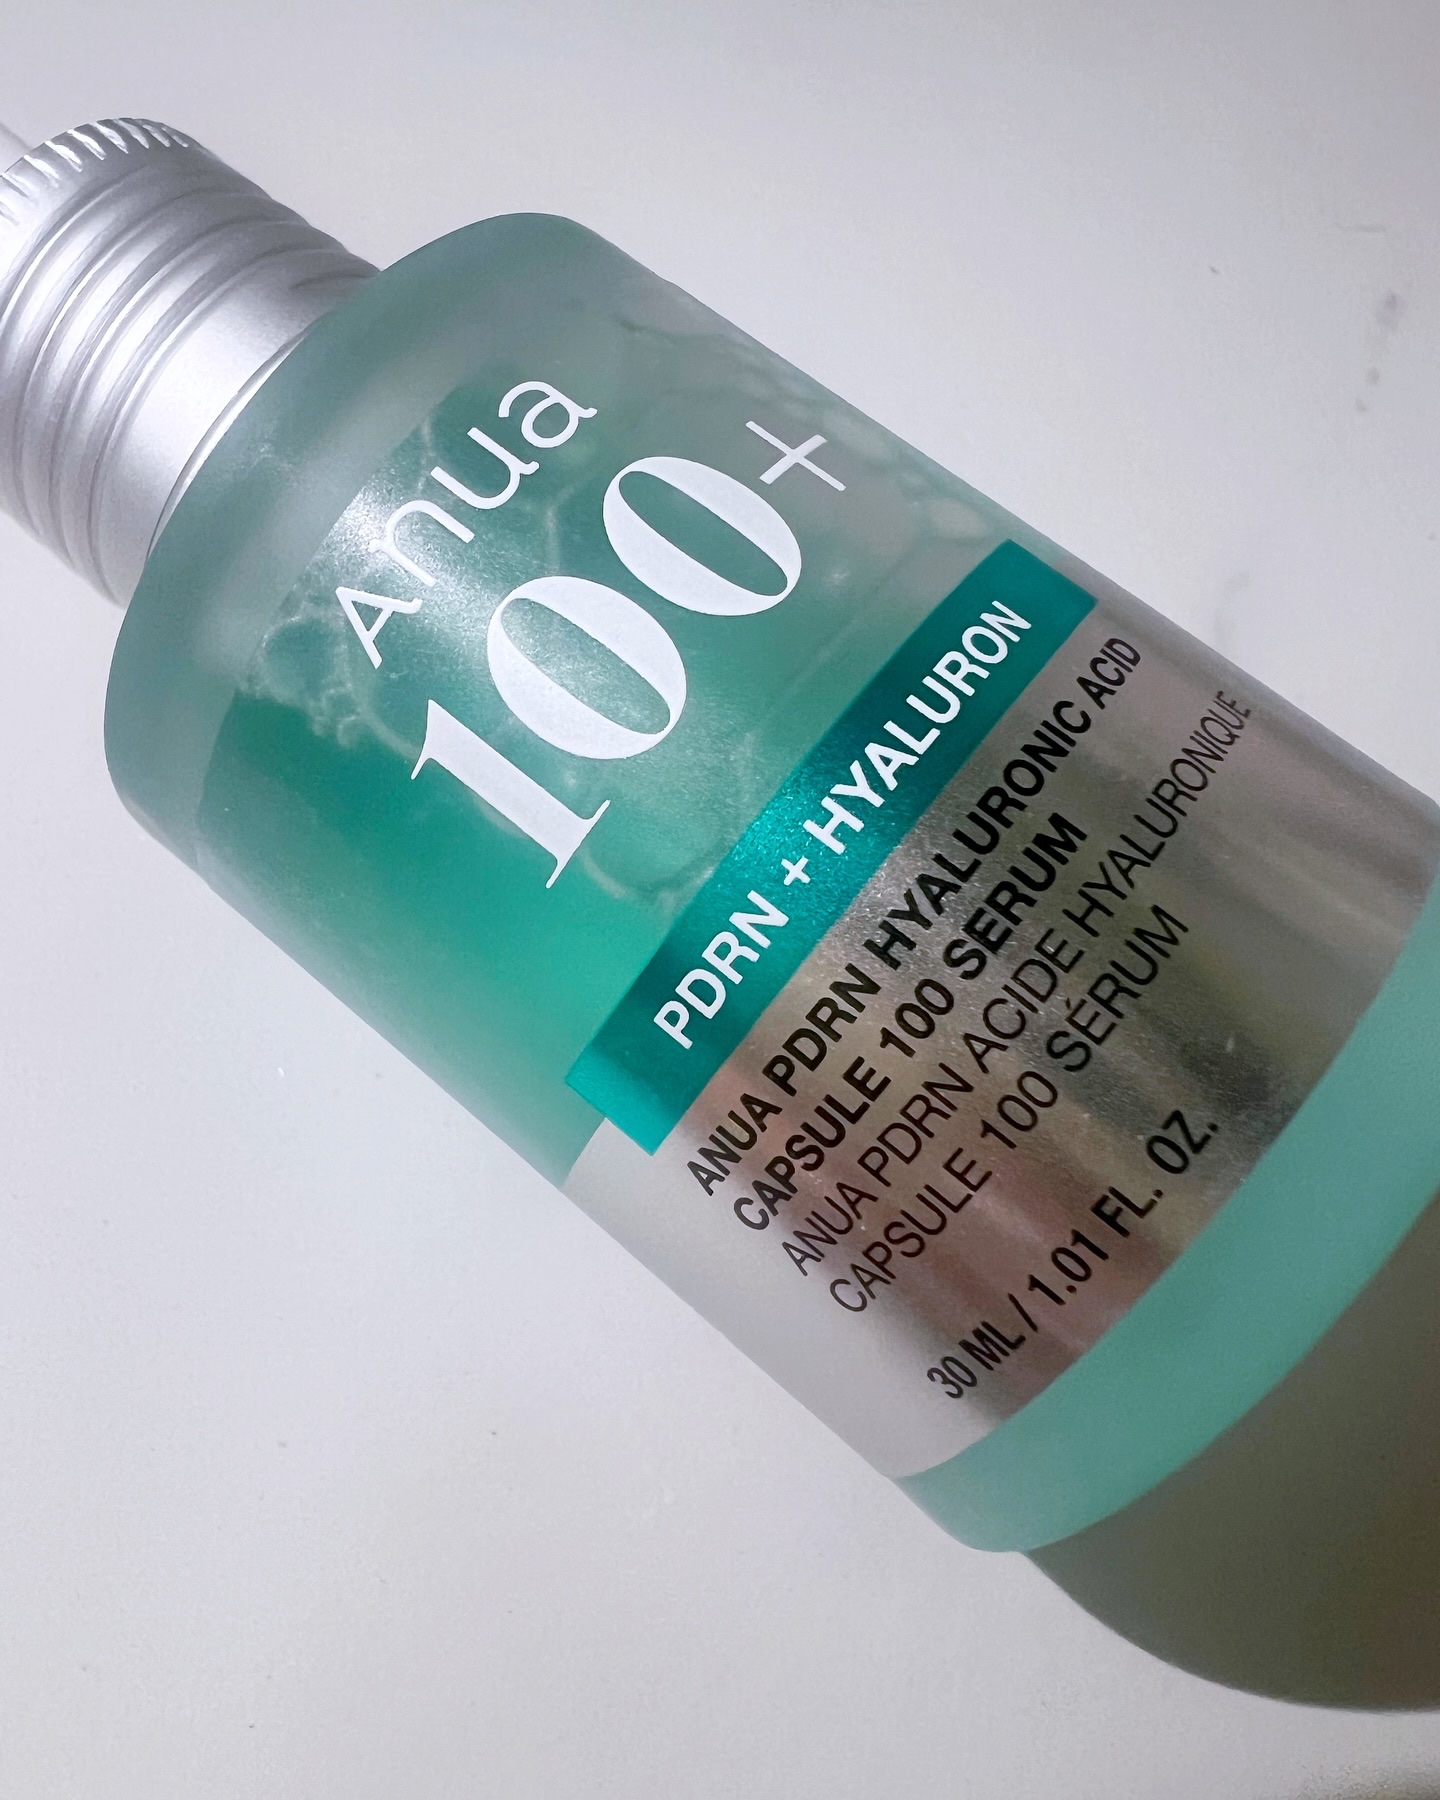 Anua
100+
PDRN + HYALURON
ANUA PDRN HYALURONIC ACID
CAPSULE 100 SERUM
ANUA PDRN ACIDE HYALURONIQUE
CAPSULE 100 SÉRUM
30 ML / 1.01 FL. OZ.